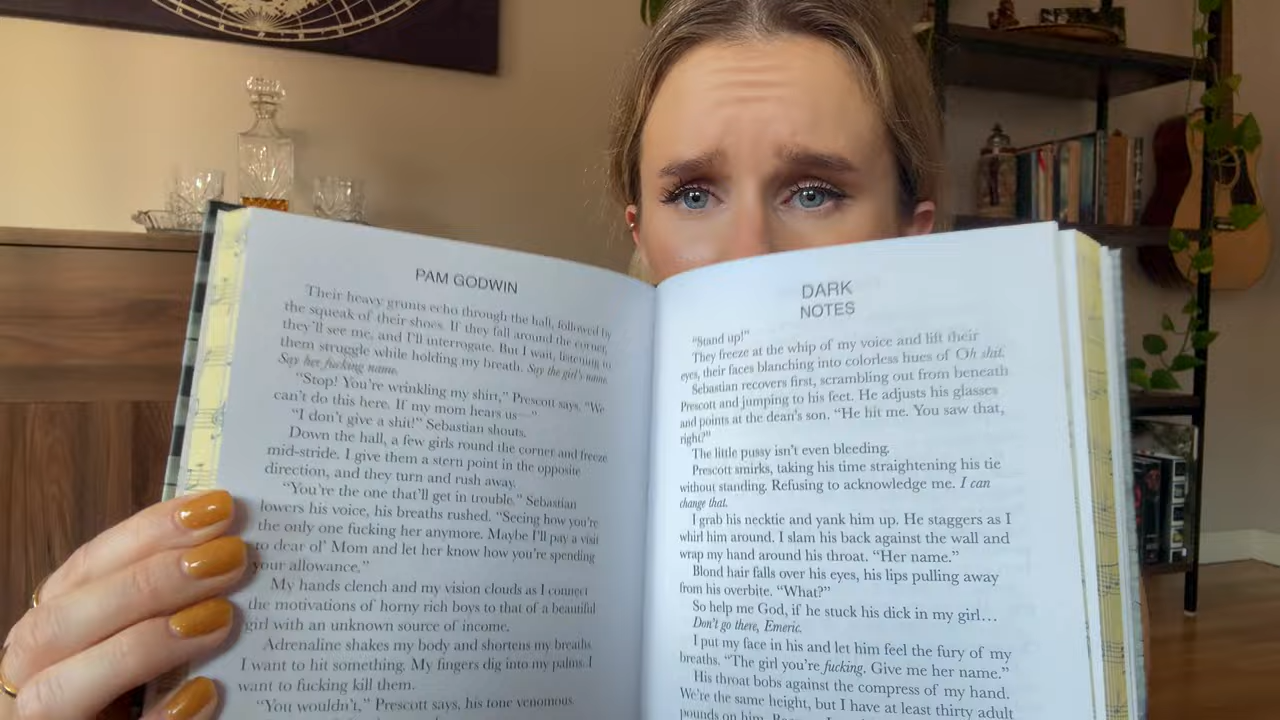 PAM GODWIN
Their heavy grunts echo through the hall, followed by
the squeak of their shoes. If they fall around the corner,
they'll see me, and I'll interrogate. But I wait, listening to
them struggle while holding my breath. Say the girl's name.
Say her fucking name.
"Stop! You're wrinkling my shirt," Prescott says. "We
can't do this here. If my mom hears us—"
"I don't give a shit!" Sebastian shouts.
Down the hall, a few girls round the corner and freeze
mid-stride. I give them a stern point in the opposite
direction, and they turn and rush away.
"You're the one that'll get in trouble." Sebastian
lowers his voice, his breaths rushed. "Seeing how you're
the only one fucking her anymore. Maybe I'll pay a visit
to dear ol' Mom and let her know how you're spending
your allowance."
My hands clench and my vision clouds as I connect
the motivations of horny rich boys to that of a beautiful
girl with an unknown source of income.
Adrenaline shakes my body and shortens my breaths.
I want to hit something. My fingers dig into my palms. I
want to fucking kill them.
"You wouldn't," Prescott says, his tone venomous.
DARK
NOTES
"Stand up!"
They freeze at the whip of my voice and lift their
eyes, their faces blanching into colorless hues of Oh shit.
Sebastian recovers first, scrambling out from beneath
Prescott and jumping to his feet. He adjusts his glasses
and points at the dean's son. "He hit me. You saw that,
right?"
The little pussy isn't even bleeding.
Prescott smirks, taking his time straightening his tie
without standing. Refusing to acknowledge me. I can
change that.
I grab his necktie and yank him up. He staggers as I
whirl him around. I slam his back against the wall and
wrap my hand around his throat. "Her name."
Blond hair falls over his eyes, his lips pulling away
from his overbite. "What?"
So help me God, if he stuck his dick in my girl…
Don't go there, Emeric.
I put my face in his and let him feel the fury of my
breaths. "The girl you're fucking. Give me her name."
His throat bobs against the compress of my hand.
We're the same height, but I have at least thirty adult
pounds on him.